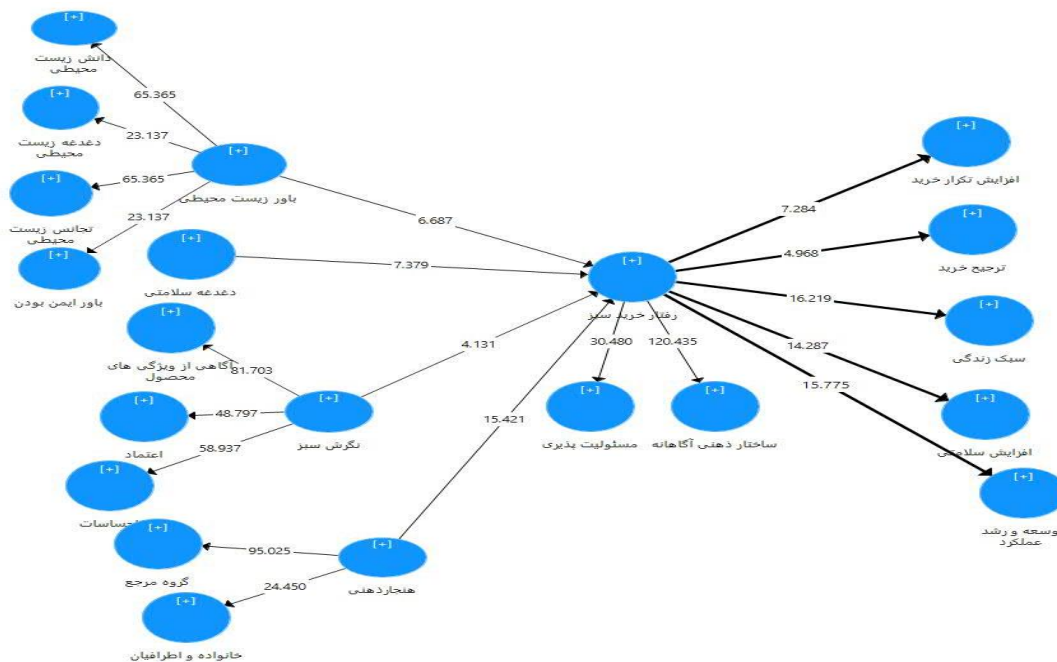 [+]
دانش زیست
محیطی
65.365
[+]
دغدغه زیست
محیطی
23.137
[+]
باور زیست محیطی
65.365
[+]
تجانس زیست
محیطی
23.137
[+]
باور ایمن بودن
6.687
[+]
دغدغه سلامتی
7.379
[+]
رفتار خرید سبز
[+]
آگاهی از ویژگی های
محصول
81.703
4.131
[+]
نگرش سبز
48.797
[+]
اعتماد
58.937
[+]
احساسات
15.421
[+]
هنجارذهنی
95.025
[+]
گروه مرجع
24.450
[+]
خانواده و اطرافیان
30.480
[+]
مسئولیت پذیری
120.435
[+]
ساختار ذهنی آگاهانه
7.284
[+]
افزایش تکرار خرید
4.968
[+]
ترجیح خرید
16.219
[+]
سبک زندگی
14.287
[+]
افزایش سلامتی
15.775
[+]
وسعه و رشد
عملکرد